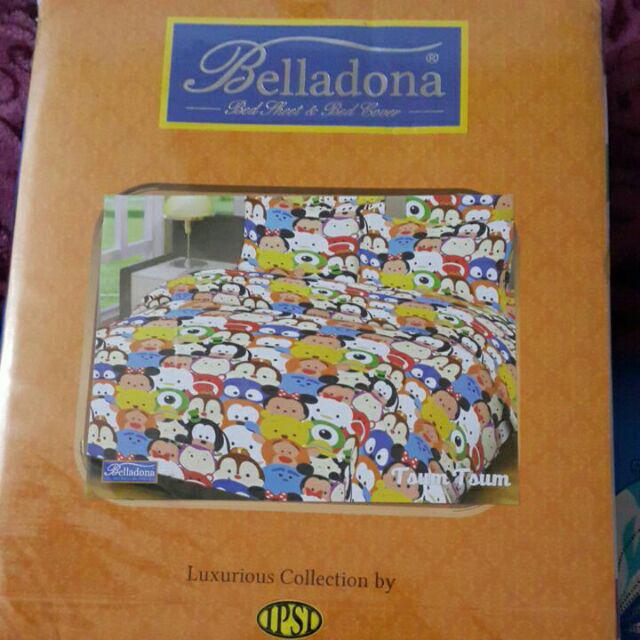 Belladona ®
Bed Sheet & Bed Cover
Belladona
Tsum Tsum
Luxurious Collection by
IPSI